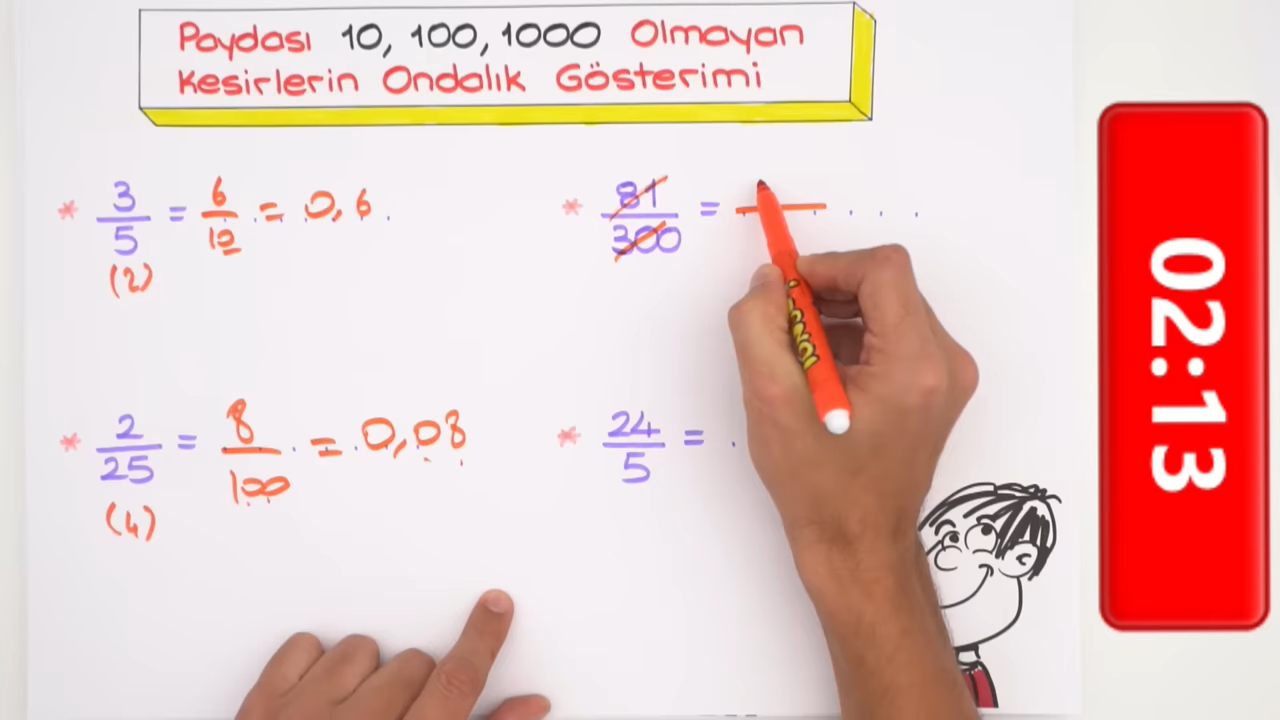 Paydası 10, 100, 1000 Olmayan
Kesirlerin Ondalık Gösterimi
* 3/5 = 6/10 = 0,6
(2)
* 81/300 =
* 2/25 = 8/100 = 0,08
(4)
* 24/5 =
02:13